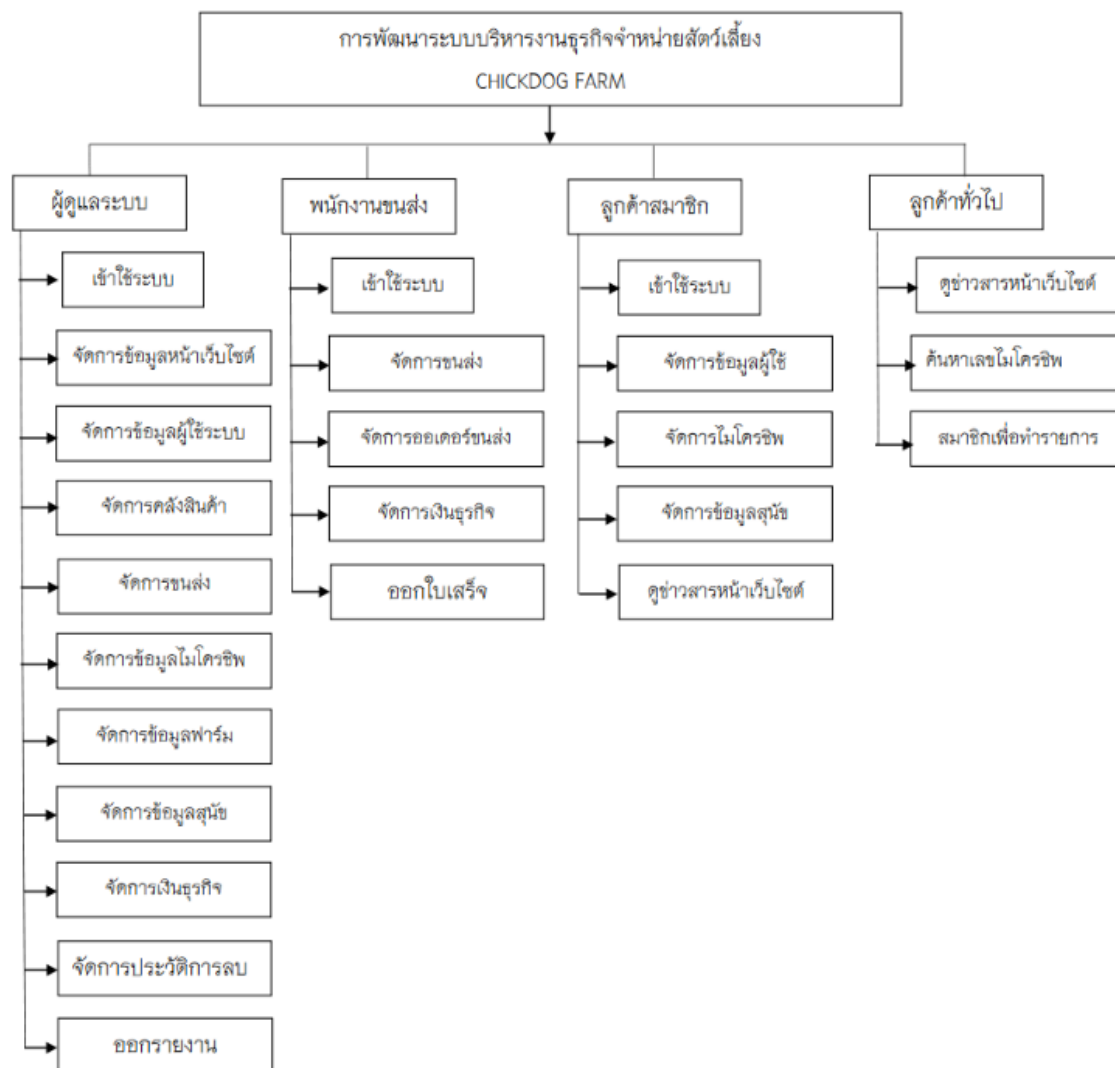 การพัฒนาระบบบริหารงานธุรกิจจำหน่ายสัตว์เลี้ยง
CHICKDOG FARM
ผู้ดูแลระบบ
เข้าใช้ระบบ
จัดการข้อมูลหน้าเว็บไซต์
จัดการข้อมูลผู้ใช้ระบบ
จัดการคลังสินค้า
จัดการขนส่ง
จัดการข้อมูลไมโครชิพ
จัดการข้อมูลฟาร์ม
จัดการข้อมูลสุนัข
จัดการเงินธุรกิจ
จัดการประวัติการลบ
ออกรายงาน
พนักงานขนส่ง
เข้าใช้ระบบ
จัดการขนส่ง
จัดการออเดอร์ขนส่ง
จัดการเงินธุรกิจ
ออกใบเสร็จ
ลูกค้าสมาชิก
เข้าใช้ระบบ
จัดการข้อมูลผู้ใช้
จัดการไมโครชิพ
จัดการข้อมูลสุนัข
ดูข่าวสารหน้าเว็บไซต์
ลูกค้าทั่วไป
ดูข่าวสารหน้าเว็บไซต์
ค้นหาเลขไมโครชิพ
สมาชิกเพื่อทำรายการ